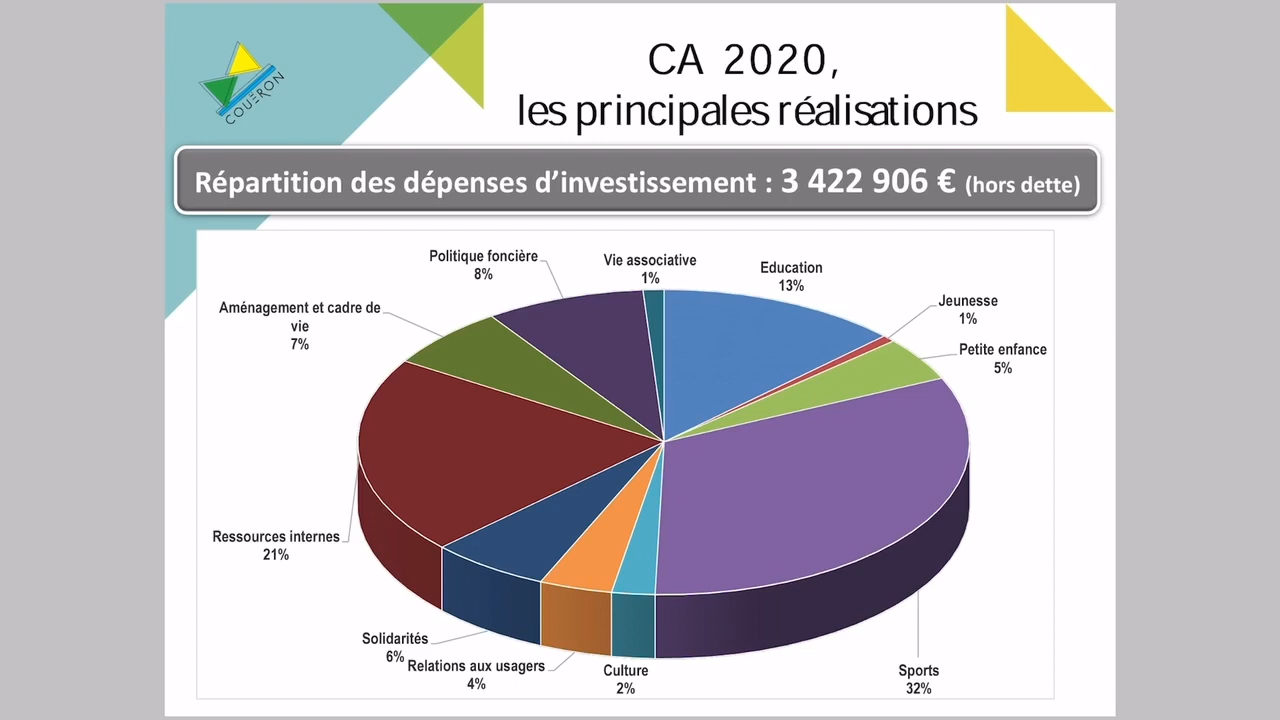 COUËRON
CA 2020,
les principales réalisations
Répartition des dépenses d’investissement : 3 422 906 € (hors dette)
Politique foncière
8%
Vie associative
1%
Education
13%
Jeunesse
1%
Aménagement et cadre de
vie
7%
Petite enfance
5%
Ressources internes
21%
Solidarités
6%
Relations aux usagers
4%
Culture
2%
Sports
32%